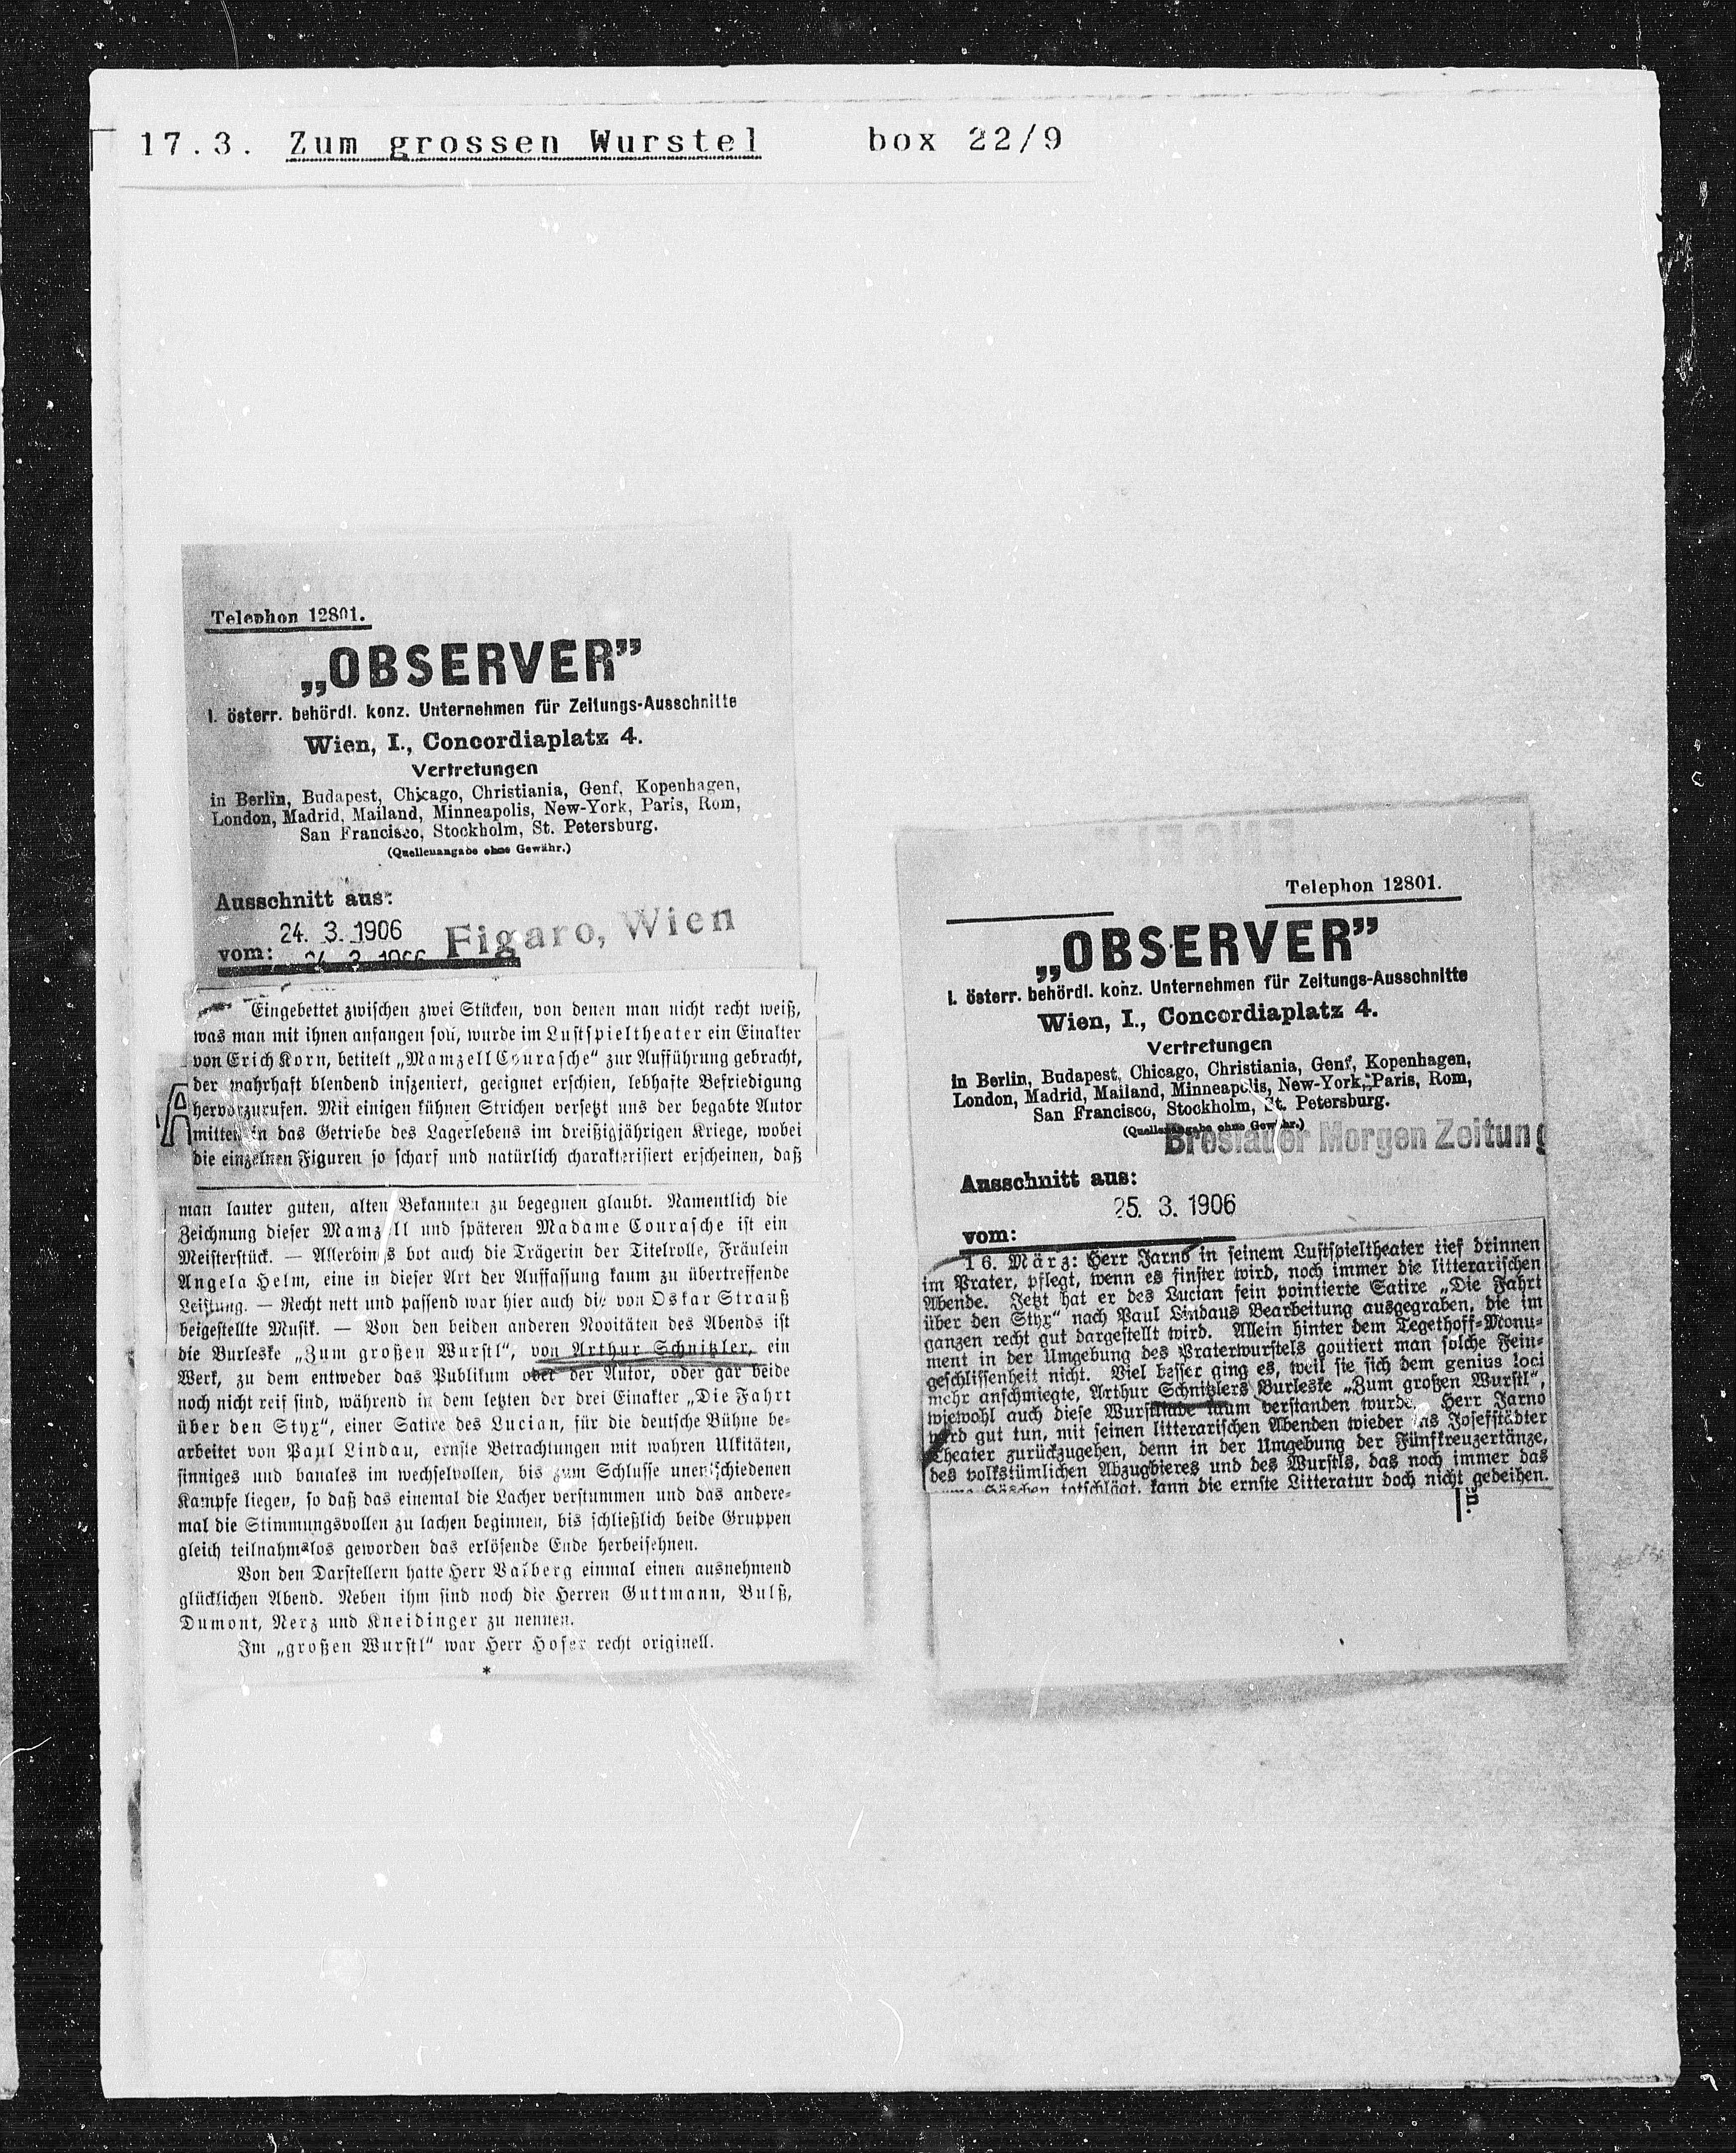 17.3. Zum grossen Wurstel box 22/9
Telephon 12801.
„OBSERVER”
I. österr. behördl. konz. Unternehmen für Zeitungs-Ausschnitte
Wien, I., Concordiaplatz 4.
Vertretungen
in Berlin, Budapest, Chicago, Christiania, Genf, Kopenhagen,
London, Madrid, Mailand, Minneapolis, New-York, Paris, Rom,
San Francisco, Stockholm, St. Petersburg.
(Quellenangabe ohne Gewähr.)
Ausschnitt aus:
24. 3. 1906 Figaro, Wien
vom: 24. 3. 1906
Eingebettet zwischen zwei Stücken, von denen man nicht recht weiß,
was man mit ihnen anfangen soll, wurde im Lustspieltheater ein Einakter
von Erich Korn, betitelt „Mamzell Courasche“ zur Aufführung gebracht,
der wahrhaft blendend inszeniert, geeignet erschien, lebhafte Befriedigung
hervorzurufen. Mit einigen kühnen Strichen versetzt uns der begabte Autor
mitten in das Getriebe des Lagerlebens im dreißigjährigen Kriege, wobei
die einzelnen Figuren so scharf und natürlich charakterisiert erscheinen, daß
man lauter guten, alten Bekannten zu begegnen glaubt. Namentlich die
Zeichnung dieser Mamzell und späteren Madame Courasche ist ein
Meisterstück. — Allerdings bot auch die Trägerin der Titelrolle, Fräulein
Angela Helm, eine in dieser Art der Auffassung kaum zu übertreffende
Leistung. — Recht nett und passend war hier auch die von Oskar Strauß
beigestellte Musik. — Von den beiden anderen Novitäten des Abends ist
die Burleske „Zum großen Wurstl“, von Arthur Schnitzler, ein
Werk, zu dem entweder das Publikum oder der Autor, oder gar beide
noch nicht reif sind, während in dem letzten der drei Einakter „Die Fahrt
über den Styx“, einer Satire des Lucian, für die deutsche Bühne be-
arbeitet von Paul Lindau, ernste Betrachtungen mit wahren Ulkitäten,
sinniges und banales im wechselvollen, bis zum Schlusse unentschiedenen
Kampfe liegen, so daß das einemal die Lacher verstummen und das andere-
mal die Stimmungsvollen zu lachen beginnen, bis schließlich beide Gruppen
gleich teilnahmslos geworden das erlösende Ende herbeisehnen.
Von den Darstellern hatte Herr Vallberg einmal einen ausnehmend
glücklichen Abend. Neben ihm sind noch die Herren Guttmann, Bulß,
Dumont, Nerz und Kneidinger zu nennen.
Im „großen Wurstl“ war Herr Hofer recht originell.
*
Telephon 12801.
„OBSERVER”
I. österr. behördl. konz. Unternehmen für Zeitungs-Ausschnitte
Wien, I., Concordiaplatz 4.
Vertretungen
in Berlin, Budapest, Chicago, Christiania, Genf, Kopenhagen,
London, Madrid, Mailand, Minneapolis, New-York, Paris, Rom,
San Francisco, Stockholm, St. Petersburg.
(Quellenangabe ohne Gewähr.)
Breslauer Morgen Zeitung
Ausschnitt aus:
25. 3. 1906
vom:
16. März: Herr Jarno in seinem Lustspieltheater tief drinnen
im Prater, pflegt, wenn es finster wird, noch immer die litterarischen
Abende. Jetzt hat er des Lucian fein pointierte Satire „Die Fahrt
über den Styx“ nach Paul Lindaus Bearbeitung ausgegraben, die im
ganzen recht gut dargestellt wird. Allein hinter dem Tegethoff-Monu-
ment in der Umgebung des Praterwurstels goutiert man solche Fein-
geschliffenheit nicht. Viel besser ging es, weil sie sich dem genius loci
mehr anschmiegte, Arthur Schnitzlers Burleske „Zum großen Wurstl“,
wiewohl auch diese kaum verstanden wurde. Herr Jarno
wird gut tun, mit seinen litterarischen Abenden wieder ins Josefstädter
Theater zurückzugehen, denn in der Umgebung der Fünfkreuzertänze,
des volkstümlichen Abzugbieres und des Wurstls, das noch immer das
Häschen totschlägt, kann die ernste Litteratur doch nicht gedeihen.